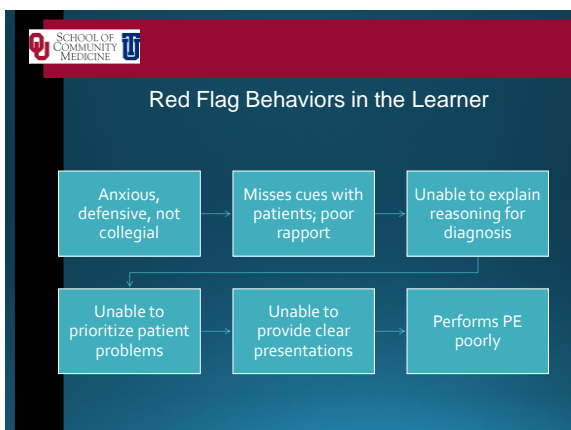 SCHOOL OF
COMMUNITY
MEDICINE
Red Flag Behaviors in the Learner
Anxious,
defensive, not
collegial
Misses cues with
patients; poor
rapport
Unable to explain
reasoning for
diagnosis
Unable to
prioritize patient
problems
Unable to
provide clear
presentations
Performs PE
poorly